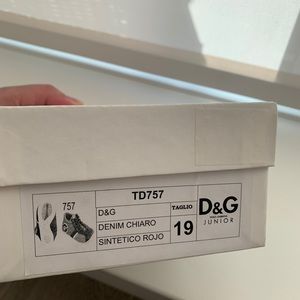 757
TD757
D&G
TAGLIO
D&G
DENIM CHIARO
19
JUNIOR
SINTETICO ROJO